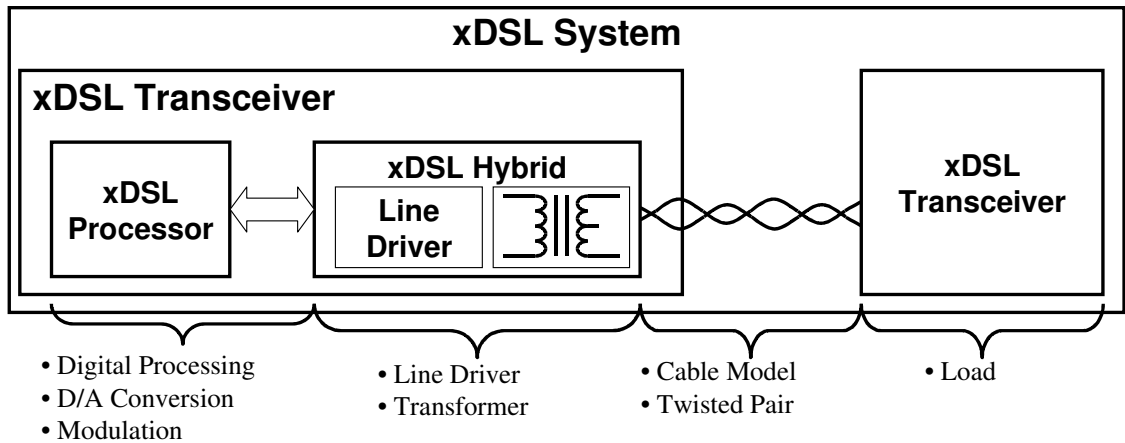 xDSL System
xDSL Transceiver
xDSL
Processor
xDSL Hybrid
Line
Driver
xDSL
Transceiver
• Digital Processing
• D/A Conversion
• Modulation
• Line Driver
• Transformer
• Cable Model
• Twisted Pair
• Load